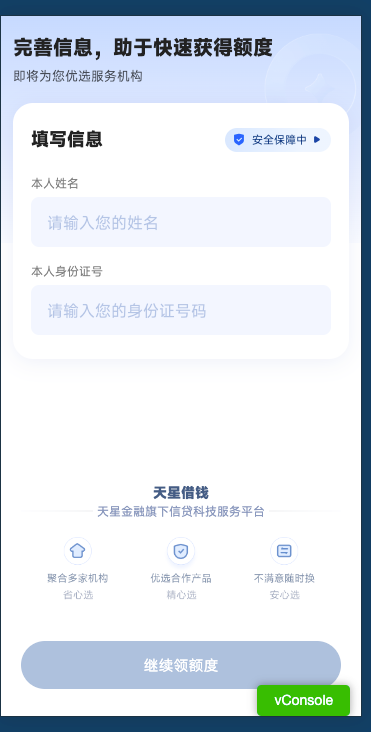 完善信息，助于快速获得额度
即将为您优选服务机构
填写信息
安全保障中
本人姓名
请输入您的姓名
本人身份证号
请输入您的身份证号码
天星借钱
天星金融旗下信贷科技服务平台
聚合多家机构 优选合作产品 不满意随时换
省心选 精心选 安心选
继续领额度
vConsole